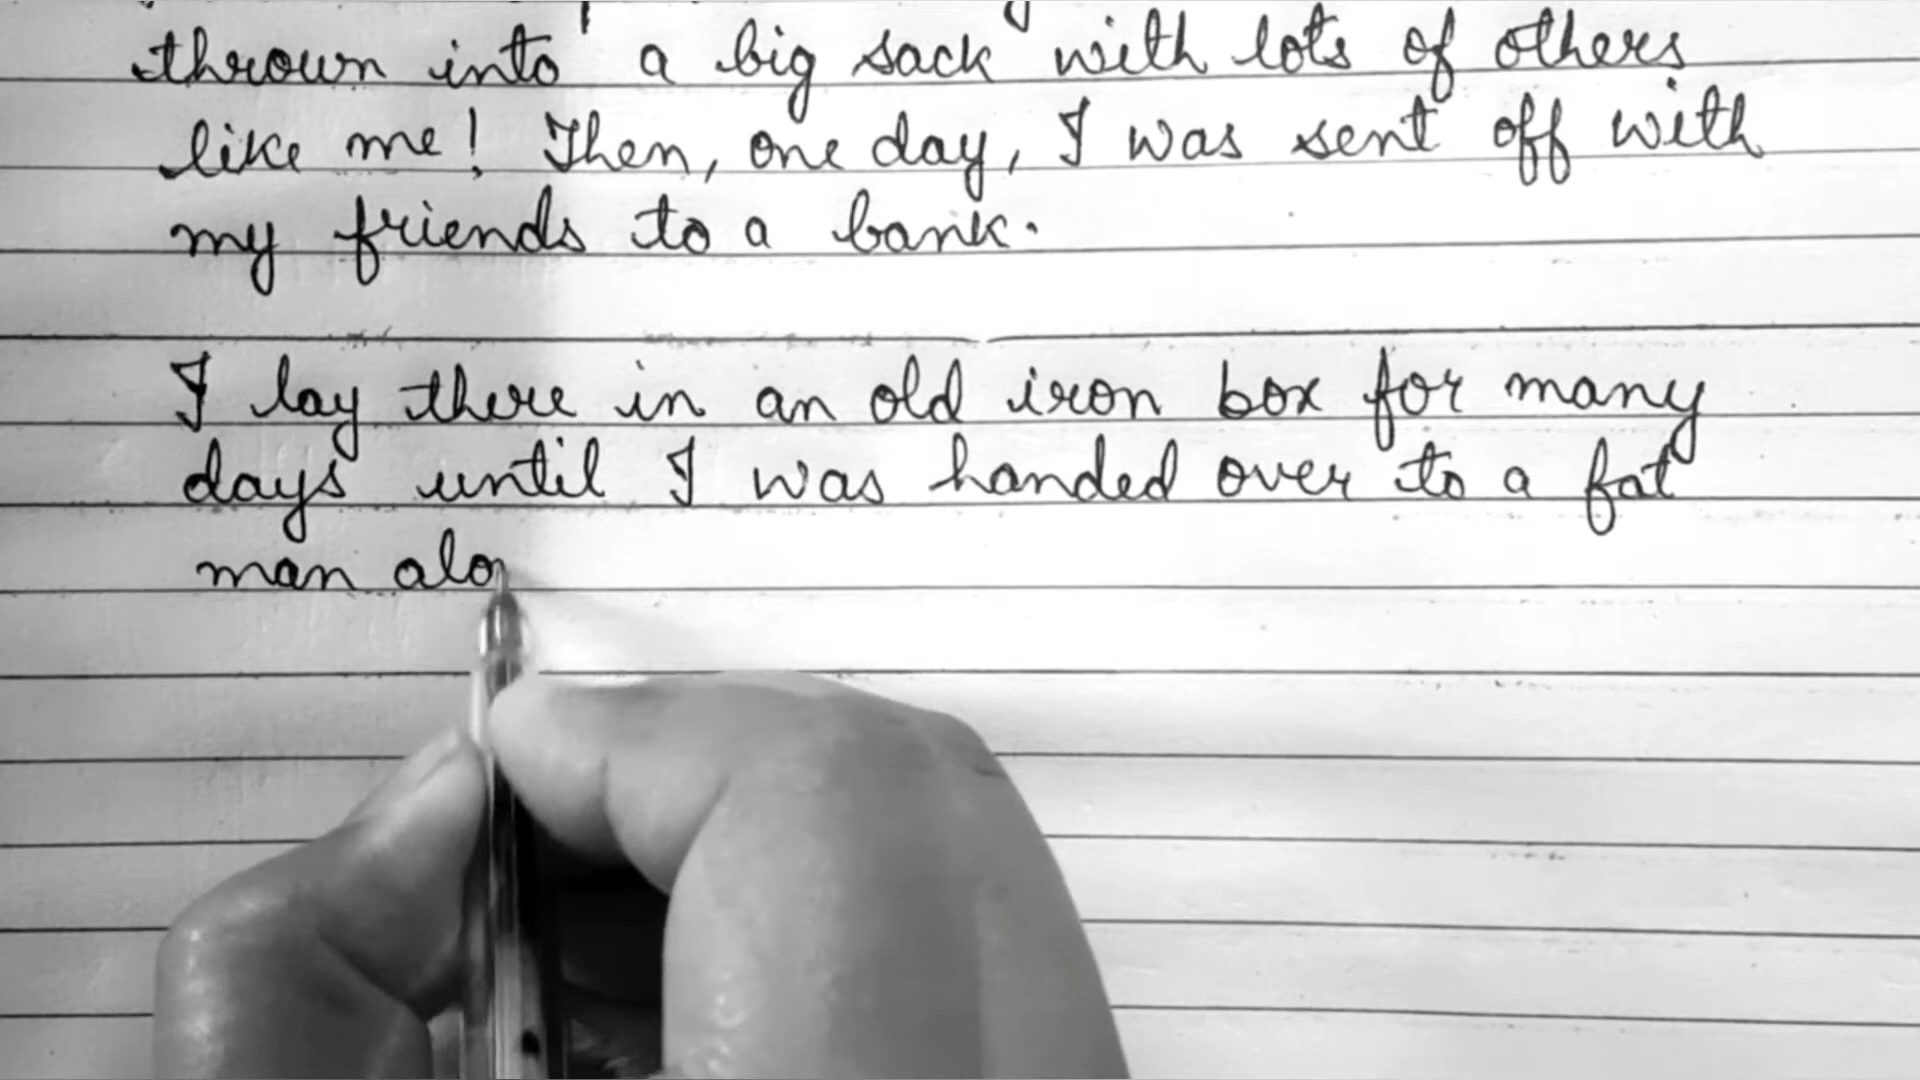 thrown into a big sack with lots of others
like me! Then, one day, I was sent off with
my friends to a bank.
I lay there in an old iron box for many
days until I was handed over to a fat
man alon